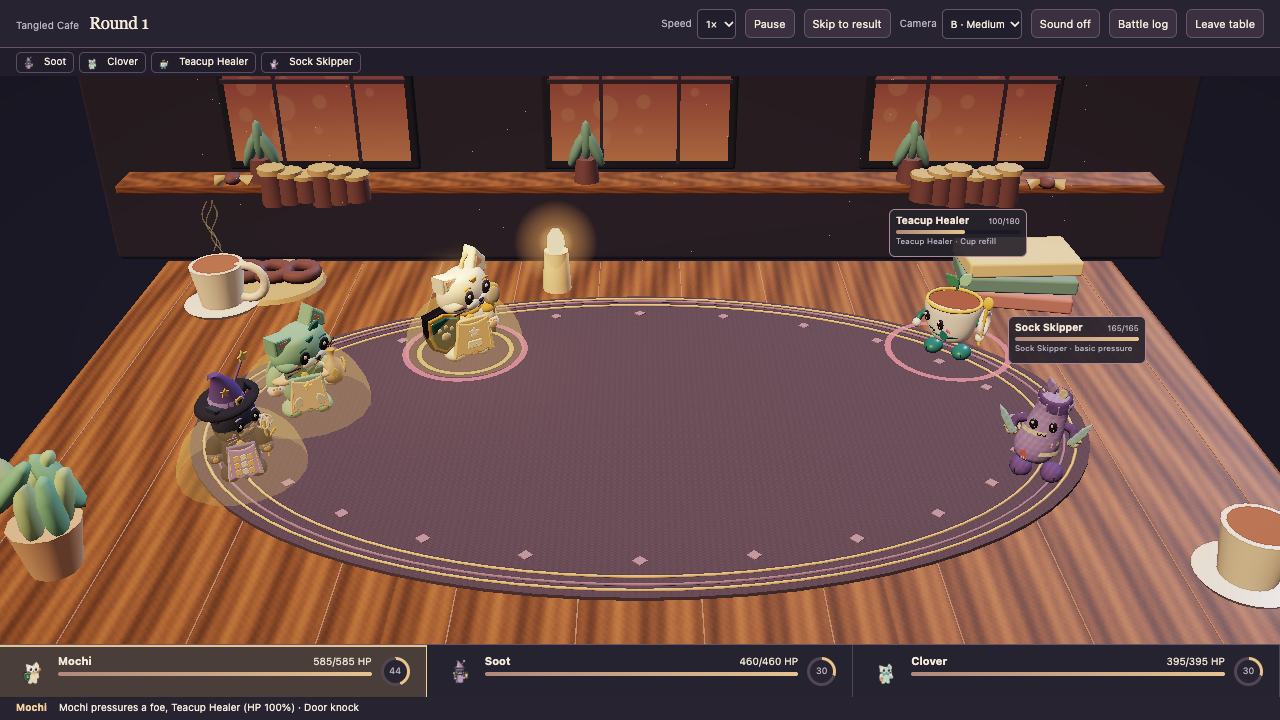 Tangled Cafe Round 1 Speed 1x Pause Skip to result Camera B · Medium Sound off Battle log Leave table
Soot Clover Teacup Healer Sock Skipper
Teacup Healer 100/180
Teacup Healer · Cup refill
Sock Skipper 165/165
Sock Skipper · basic pressure
Mochi 585/585 HP 44 Soot 460/460 HP 30 Clover 395/395 HP 30
Mochi Mochi pressures a foe, Teacup Healer (HP 100%) · Door knock